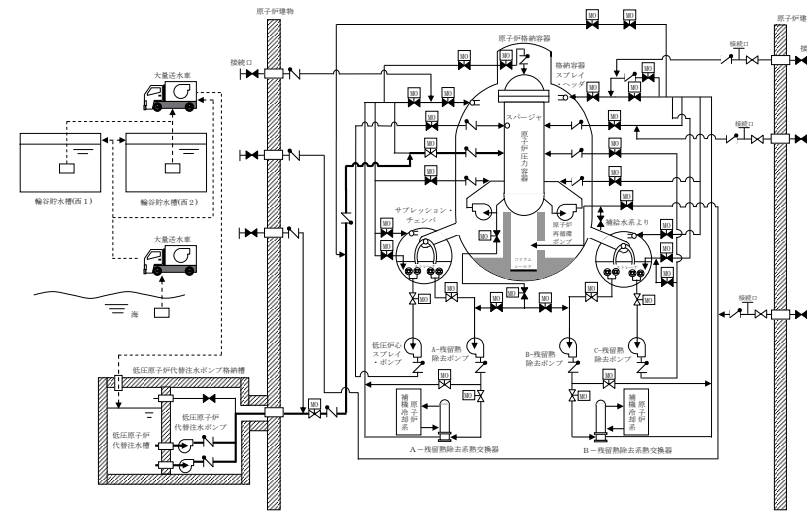 原子炉建物
原子炉建
原子炉格納容器
接続口
接続口
大量送水車
格納容器
スプレイ
・ヘッダ
スパージャ
原子炉圧力容器
接続口
輪谷貯水槽(西1)
輪谷貯水槽(西2)
サプレッション・
チェンバ
原子炉
再循環
ポンプ
補給水系より
大量送水車
海
接続口
低圧炉心
スプレイ
・ポンプ
A-残留熱
除去ポンプ
B-残留熱
除去ポンプ
C-残留熱
除去ポンプ
低圧原子炉代替注水ポンプ格納槽
低圧原子炉
代替注水槽
低圧原子炉
代替注水ポンプ
原子炉
補機冷却系
原子炉
補機冷却系
A-残留熱除去系熱交換器
B-残留熱除去系熱交換器
MO